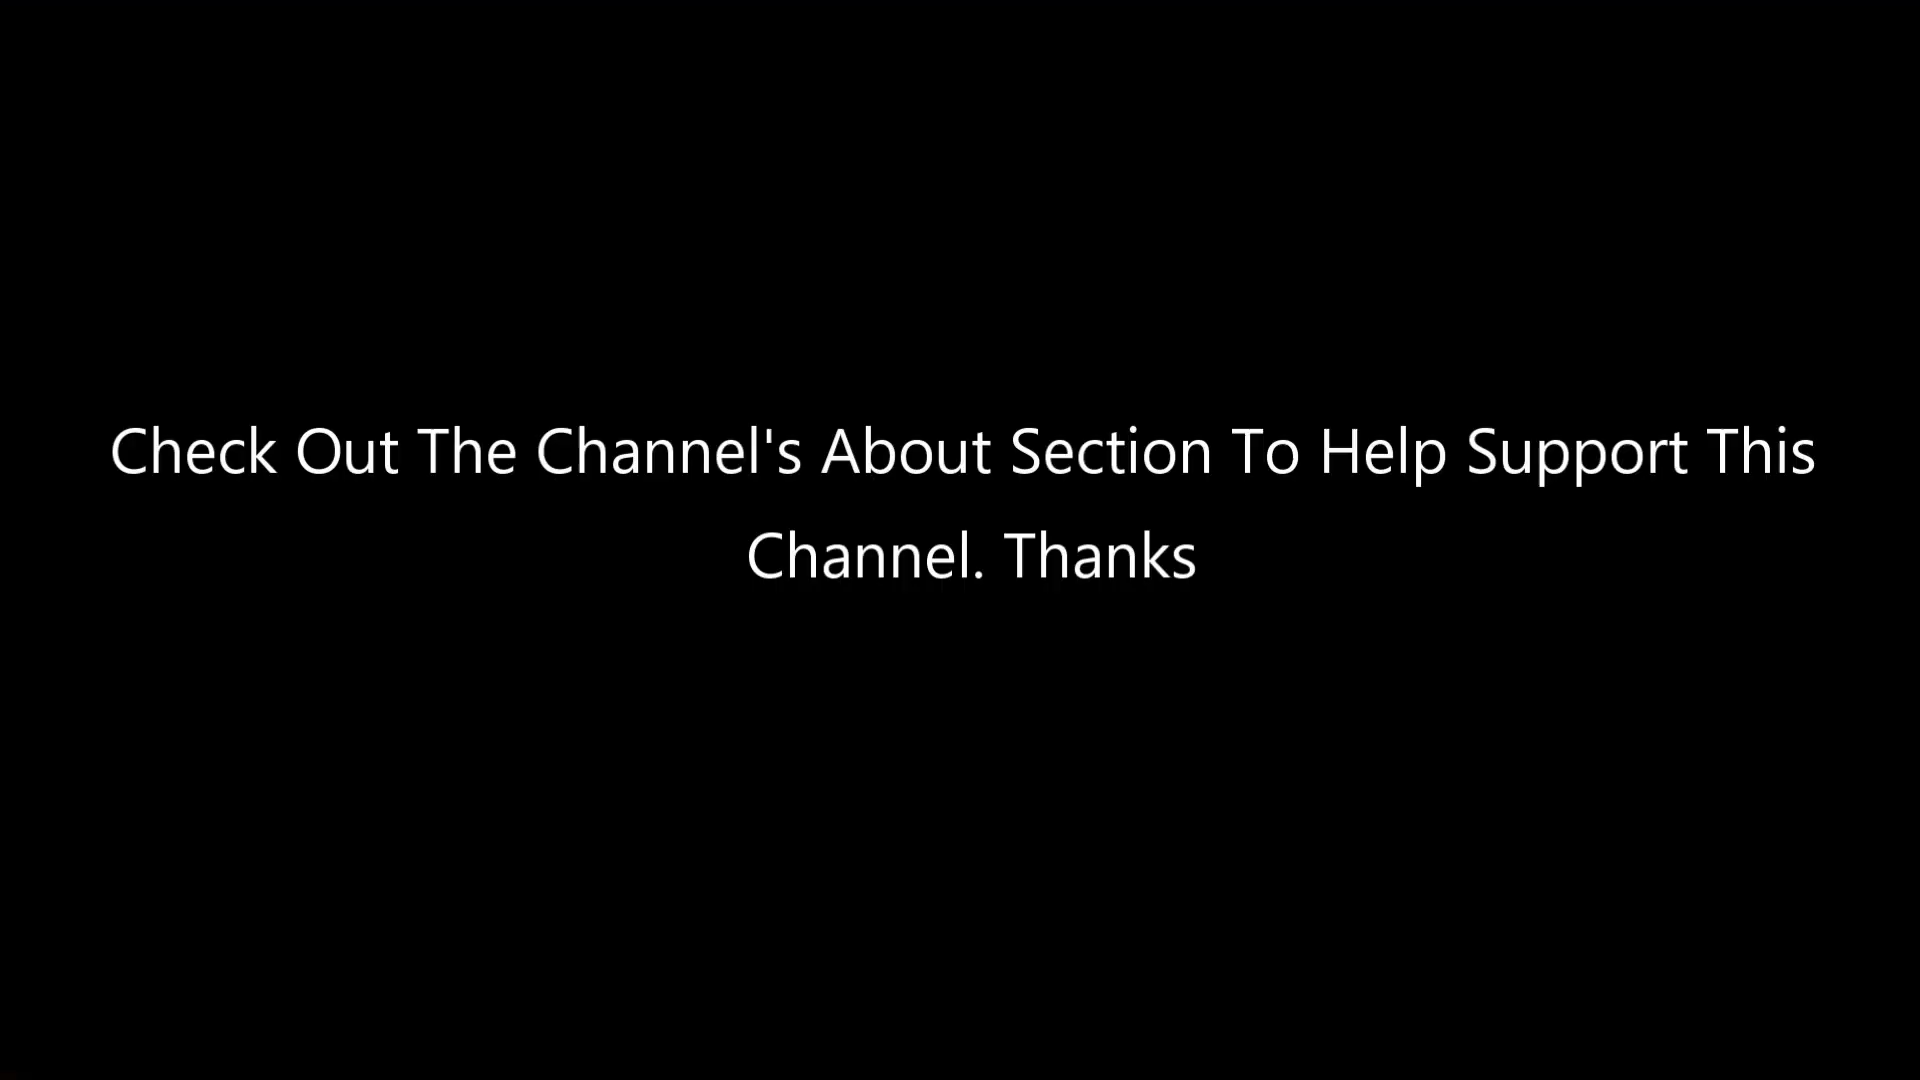 Check Out The Channel's About Section To Help Support This
Channel. Thanks